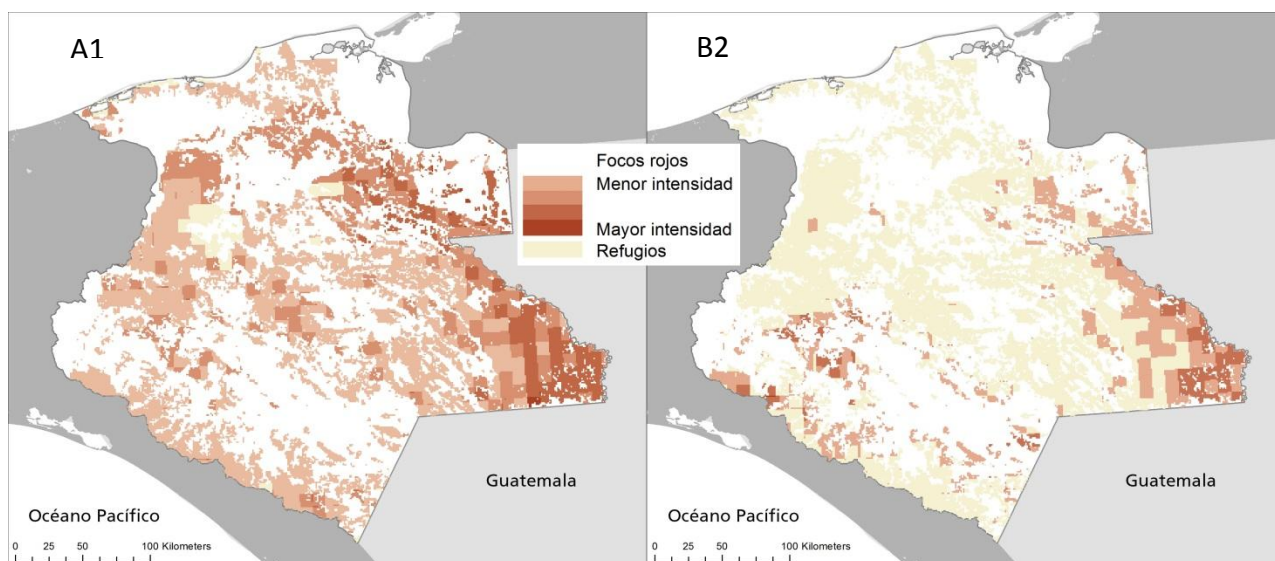 A1
B2
Focos rojos
Menor intensidad
Mayor intensidad
Refugios
Guatemala
Guatemala
Océano Pacífico
Océano Pacífico
0 25 50 100 Kilometers
0 25 50 100 Kilometers